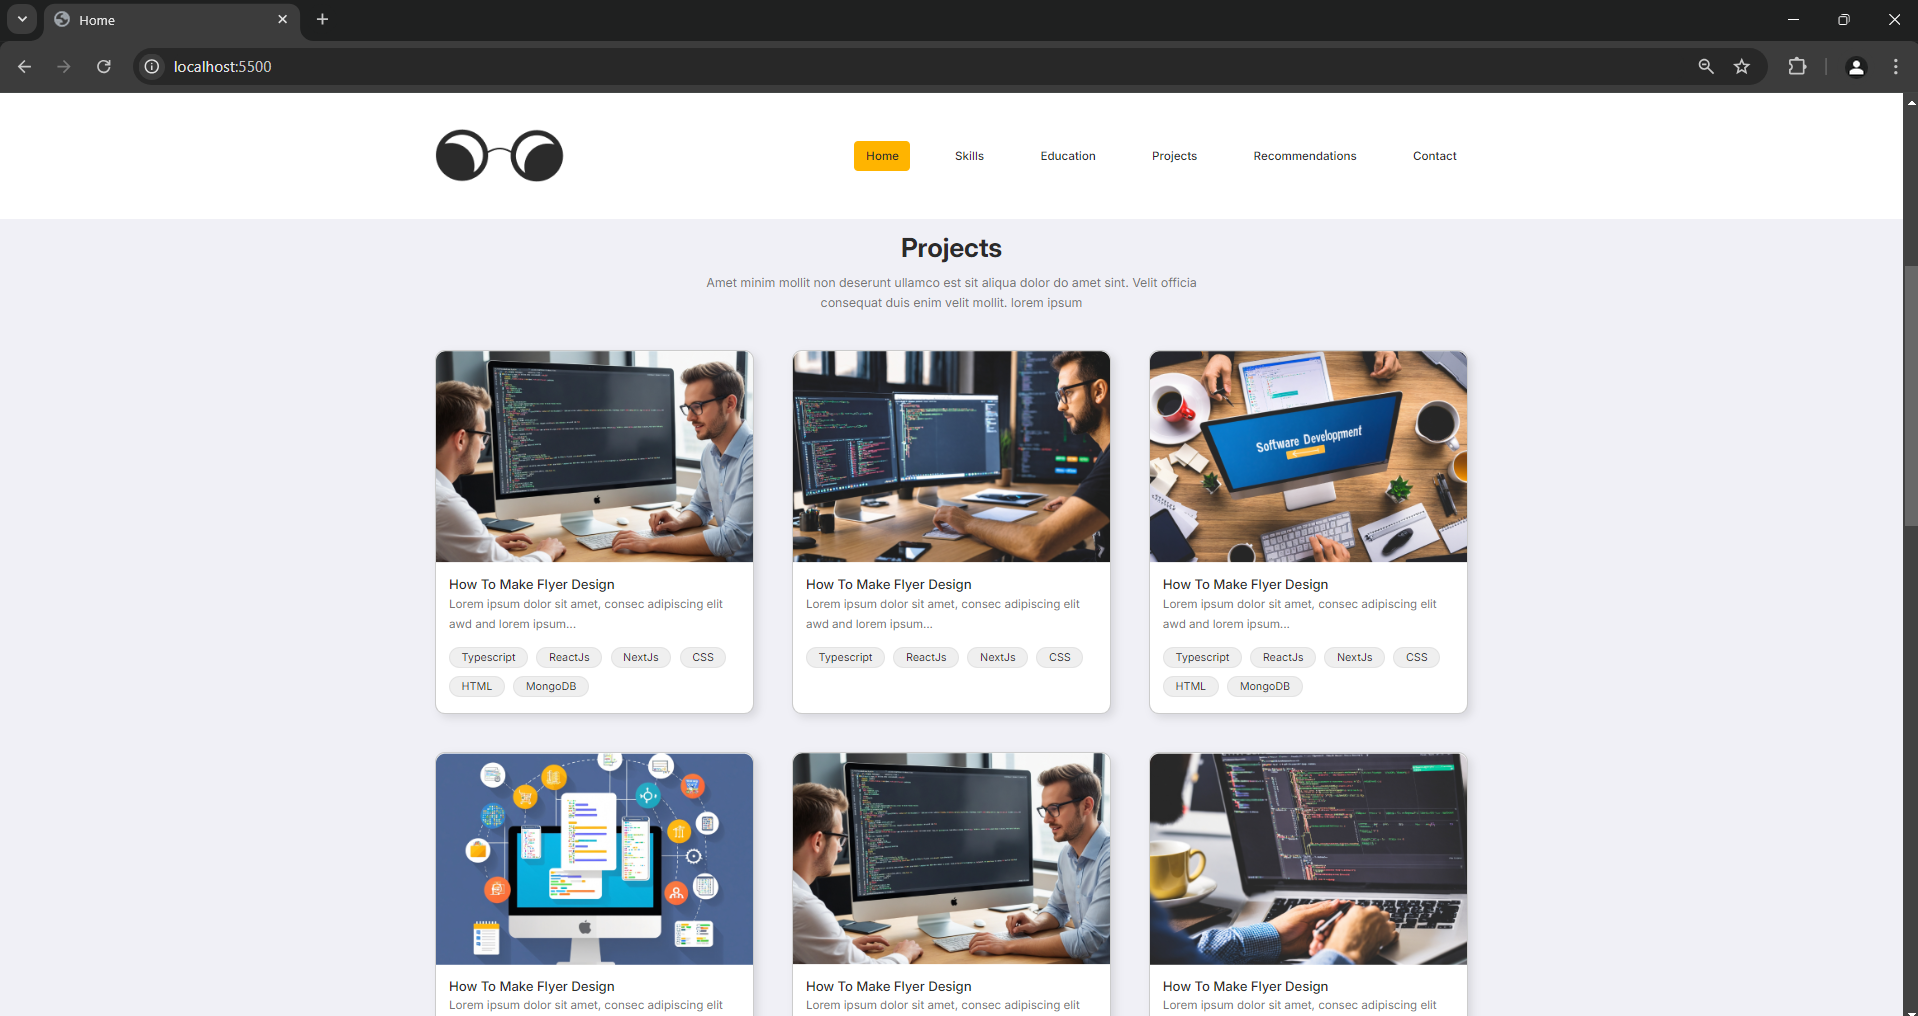 Home
localhost:5500
Home
Skills
Education
Projects
Recommendations
Contact
Projects
Amet minim mollit non deserunt ullamco est sit aliqua dolor do amet sint. Velit officia
consequat duis enim velit mollit. lorem ipsum
Software Development
How To Make Flyer Design
Lorem ipsum dolor sit amet, consec adipiscing elit
awd and lorem ipsum...
Typescript
ReactJs
NextJs
CSS
HTML
MongoDB
How To Make Flyer Design
Lorem ipsum dolor sit amet, consec adipiscing elit
awd and lorem ipsum...
Typescript
ReactJs
NextJs
CSS
How To Make Flyer Design
Lorem ipsum dolor sit amet, consec adipiscing elit
awd and lorem ipsum...
Typescript
ReactJs
NextJs
CSS
HTML
MongoDB
How To Make Flyer Design
Lorem ipsum dolor sit amet, consec adipiscing elit
How To Make Flyer Design
Lorem ipsum dolor sit amet, consec adipiscing elit
How To Make Flyer Design
Lorem ipsum dolor sit amet, consec adipiscing elit